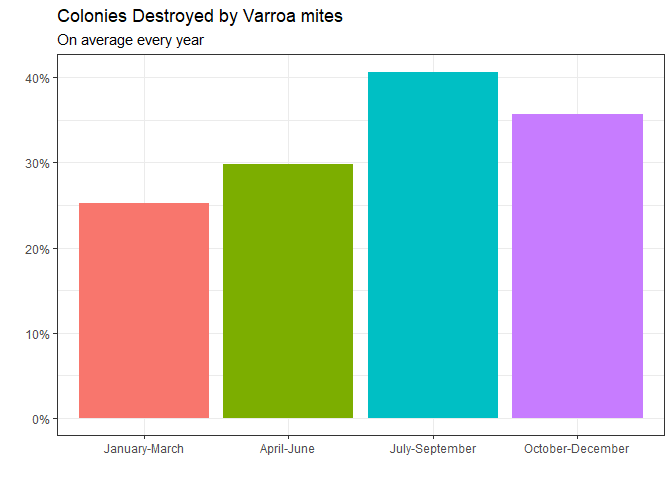 Colonies Destroyed by Varroa mites
On average every year
40%
30%
20%
10%
0%
January-March April-June July-September October-December